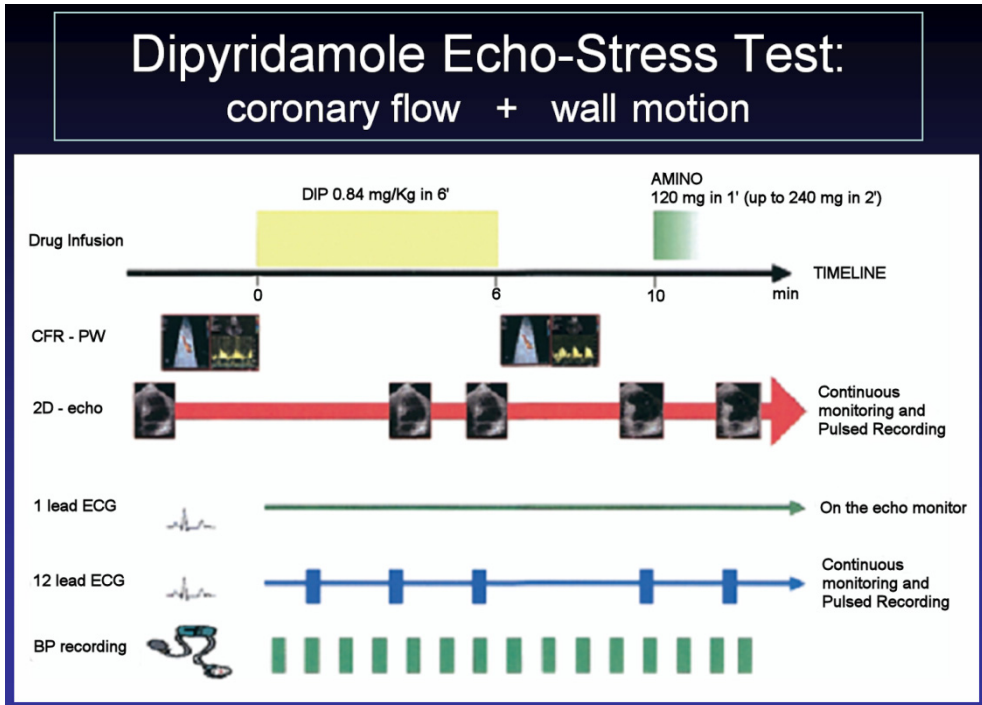 Dipyridamole Echo-Stress Test:
coronary flow + wall motion
DIP 0.84 mg/Kg in 6'
AMINO
120 mg in 1' (up to 240 mg in 2')
Drug Infusion
TIMELINE
0
6
10
min
CFR - PW
2D - echo
Continuous
monitoring and
Pulsed Recording
1 lead ECG
On the echo monitor
12 lead ECG
Continuous
monitoring and
Pulsed Recording
BP recording